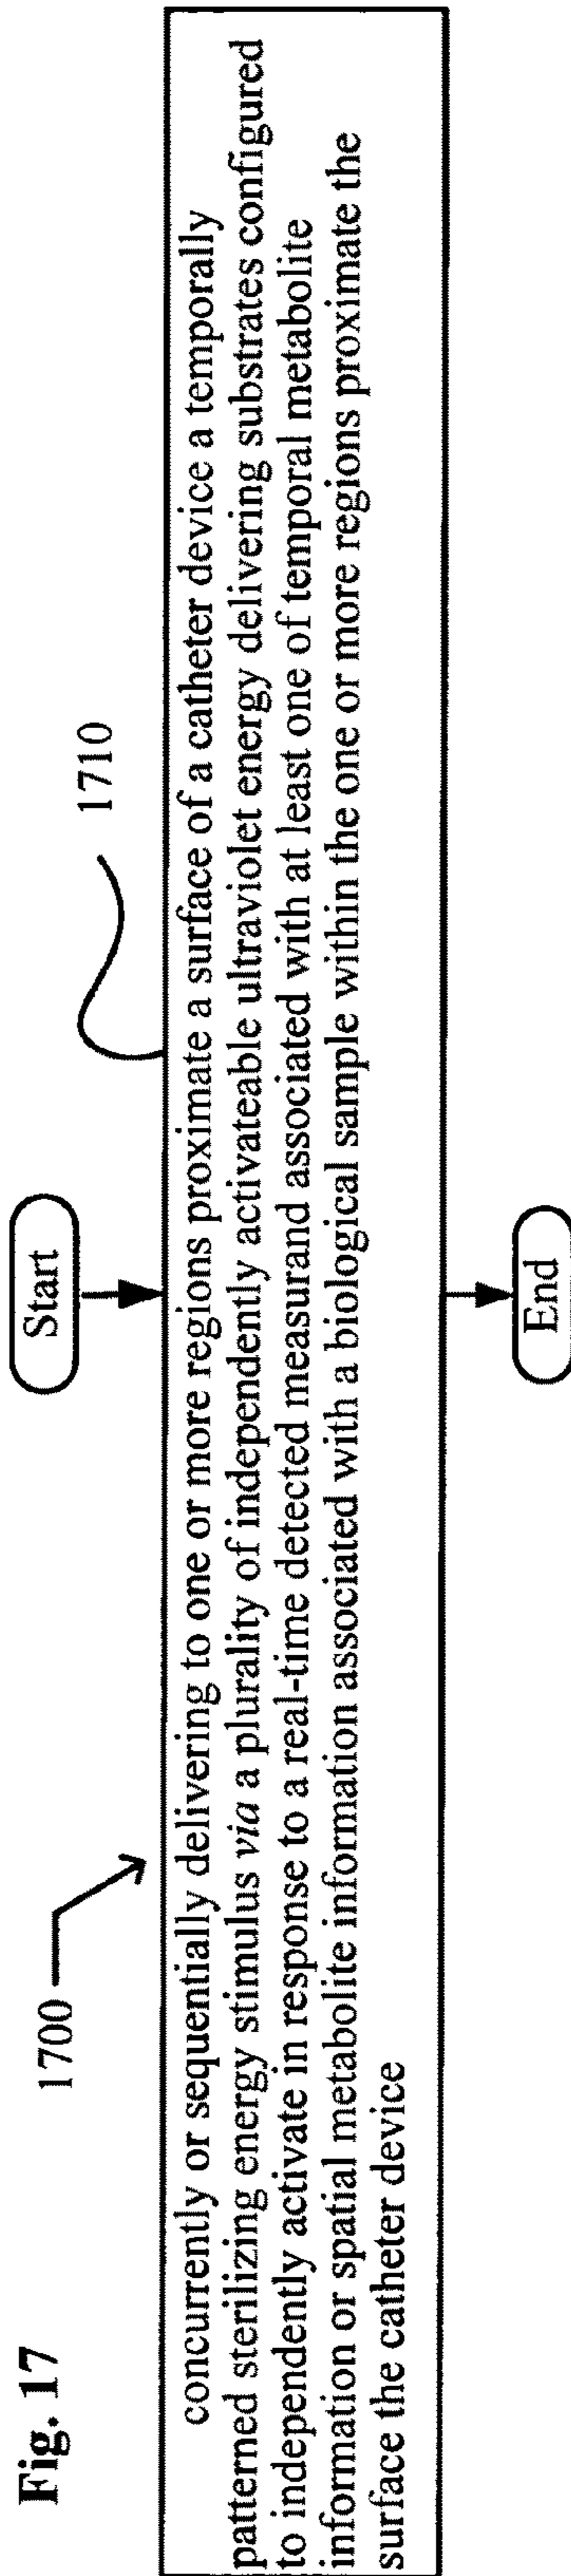 Fig. 17
1700
Start
1710
concurrently or sequentially delivering to one or more regions proximate a surface of a catheter device a temporally
patterned sterilizing energy stimulus via a plurality of independently activateable ultraviolet energy delivering substrates configured
to independently activate in response to a real-time detected measurand associated with at least one of temporal metabolite
information or spatial metabolite information associated with a biological sample within the one or more regions proximate the
surface the catheter device
End